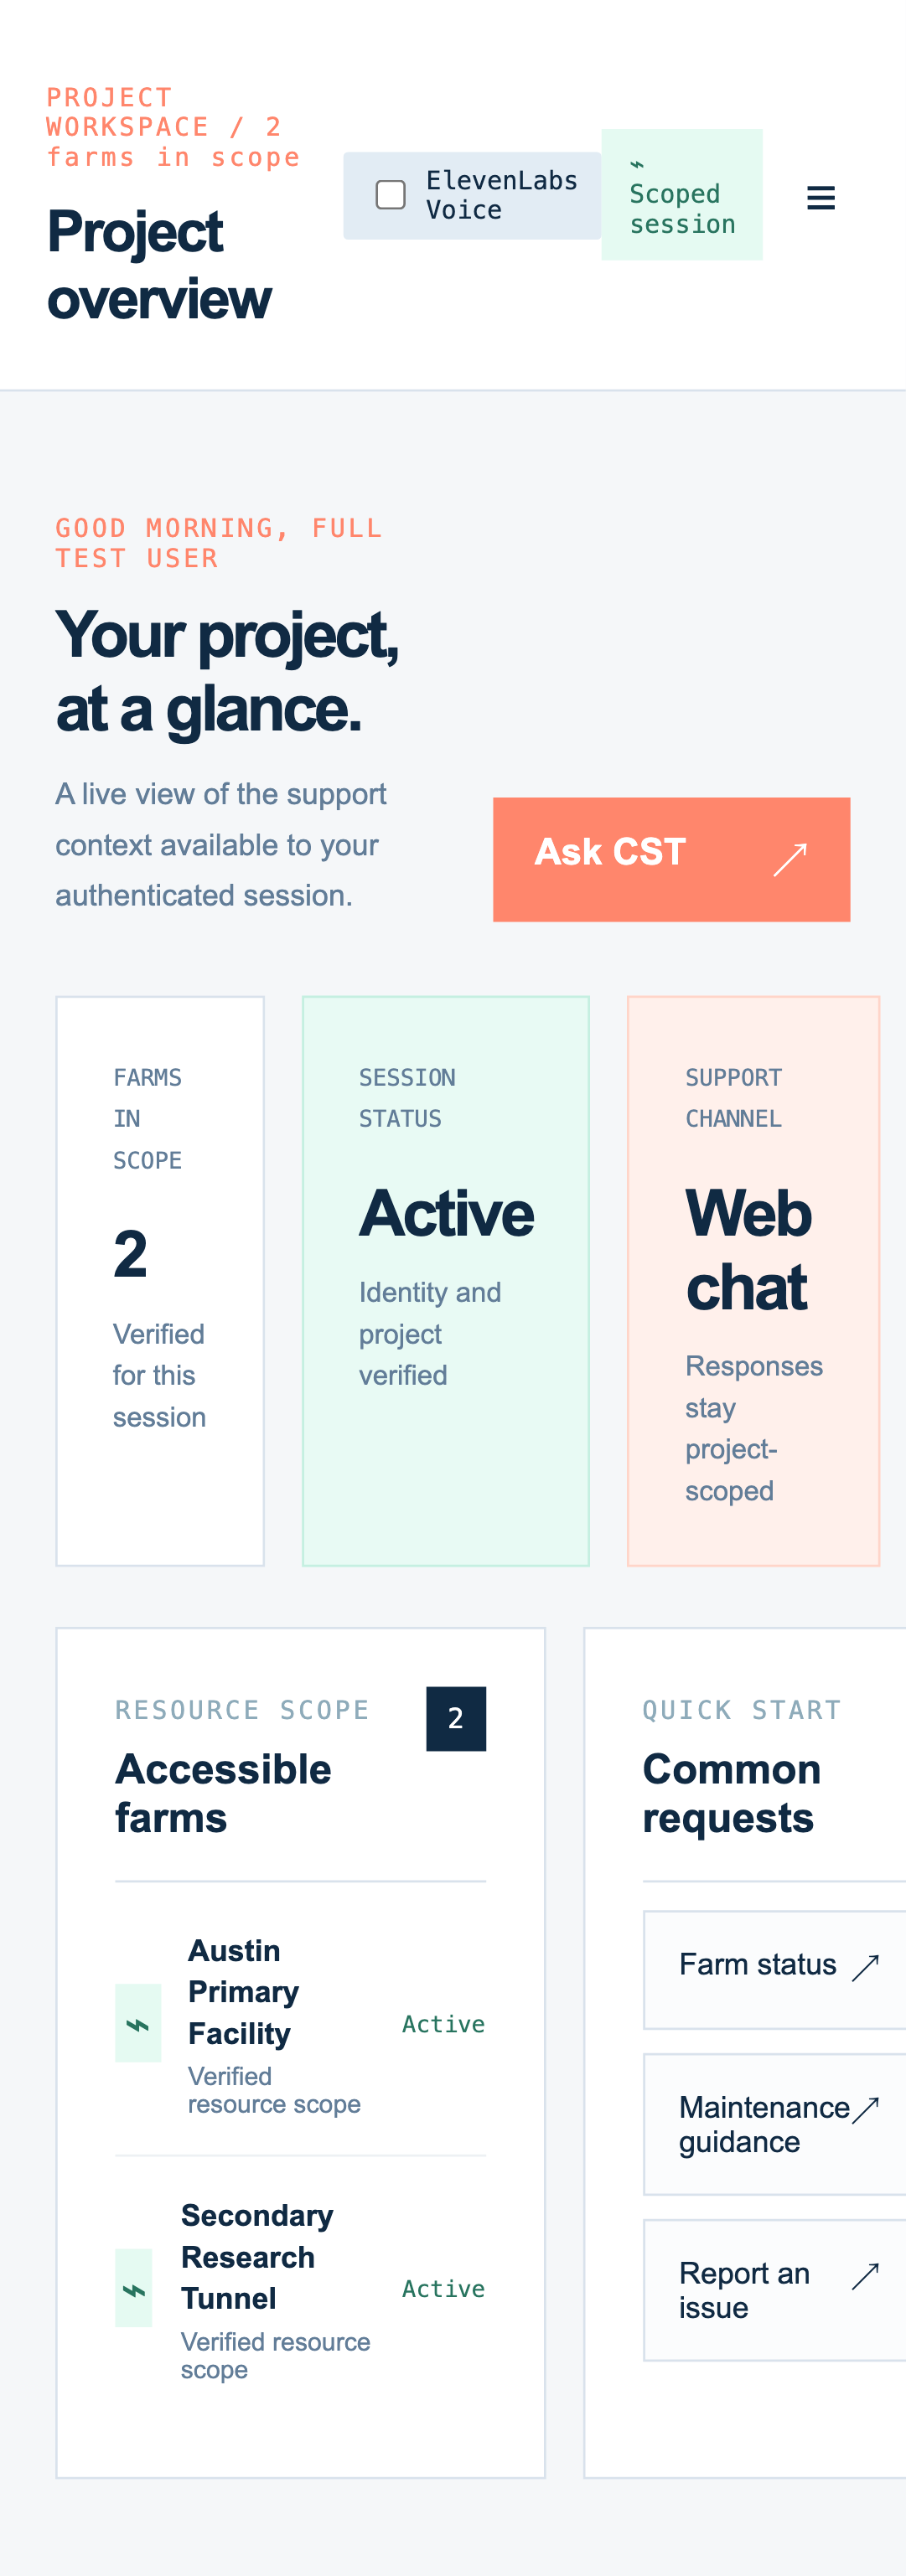 PROJECT
WORKSPACE / 2
farms in scope
Project
overview
ElevenLabs
Voice
Scoped
session
GOOD MORNING, FULL
TEST USER
Your project,
at a glance.
A live view of the support
context available to your
authenticated session.
Ask CST ↗
FARMS
IN
SCOPE
2
Verified
for this
session
SESSION
STATUS
Active
Identity and
project
verified
SUPPORT
CHANNEL
Web
chat
Responses
stay
project-
scoped
RESOURCE SCOPE
2
Accessible
farms
Austin
Primary
Facility
Verified
resource scope
Active
Secondary
Research
Tunnel
Verified resource
scope
Active
QUICK START
Common
requests
Farm status ↗
Maintenance ↗
guidance
Report an ↗
issue